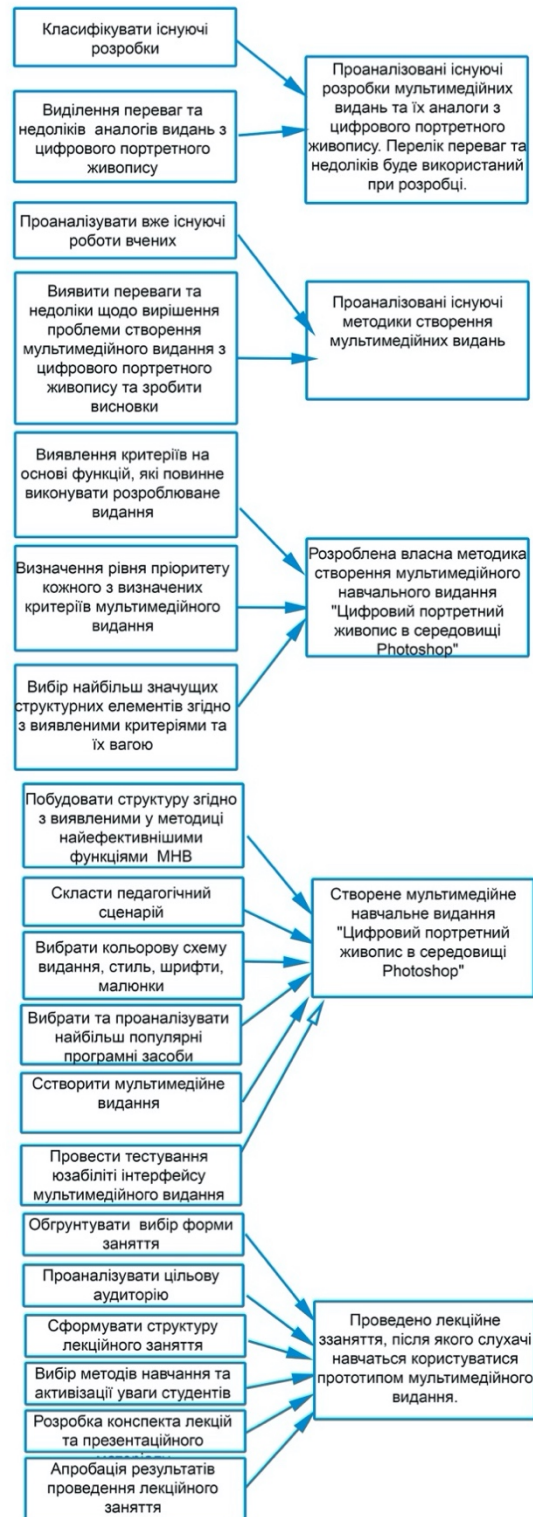 Класифікувати існуючі
розробки
Виділення переваг та
недоліків аналогів видань з
цифрового портретного
живопису
Проаналізовані існуючі
розробки мультимедійних
видань та їх аналоги з
цифрового портретного
живопису. Перелік переваг та
недоліків буде використаний
при розробці.
Проаналізувати вже існуючі
роботи вчених
Виявити переваги та
недоліки щодо вирішення
проблеми створення
мультимедійного видання з
цифрового портретного
живопису та зробити
висновки
Проаналізовані існуючі
методики створення
мультимедійних видань
Виявлення критеріїв на
основі функцій, які повинне
виконувати розроблюване
видання
Визначення рівня пріоритету
кожного з визначених
критеріїв мультимедійного
видання
Вибір найбільш значущих
структурних елементів згідно
з виявленими критеріями та
їх вагою
Розроблена власна методика
створення мультимедійного
навчального видання
"Цифровий портретний
живопис в середовищі
Photoshop"
Побудовати структуру згідно
з виявленими у методиці
найефективнішими
функціями МНВ
Скласти педагогічний
сценарій
Вибрати кольорову схему
видання, стиль, шрифти,
малюнки
Вибрати та проаналізувати
найбільш популярні
програмні засоби
Сстворити мультимедійне
видання
Провести тестування
юзабіліті інтерфейсу
мультимедійного видання
Створене мультимедійне
навчальне видання
"Цифровий портретний
живопис в середовищі
Photoshop"
Обгрунтувати вибір форми
заняття
Проаналізувати цільову
аудиторію
Сформувати структуру
лекційного заняття
Вибір методів навчання та
активізації уваги студентів
Розробка конспекта лекцій
та презентаційного
Апробація результатів
проведення лекційного
заняття
Проведено лекційне
ззаняття, після якого слухачі
навчаться користуватися
прототипом мультимедійного
видання.